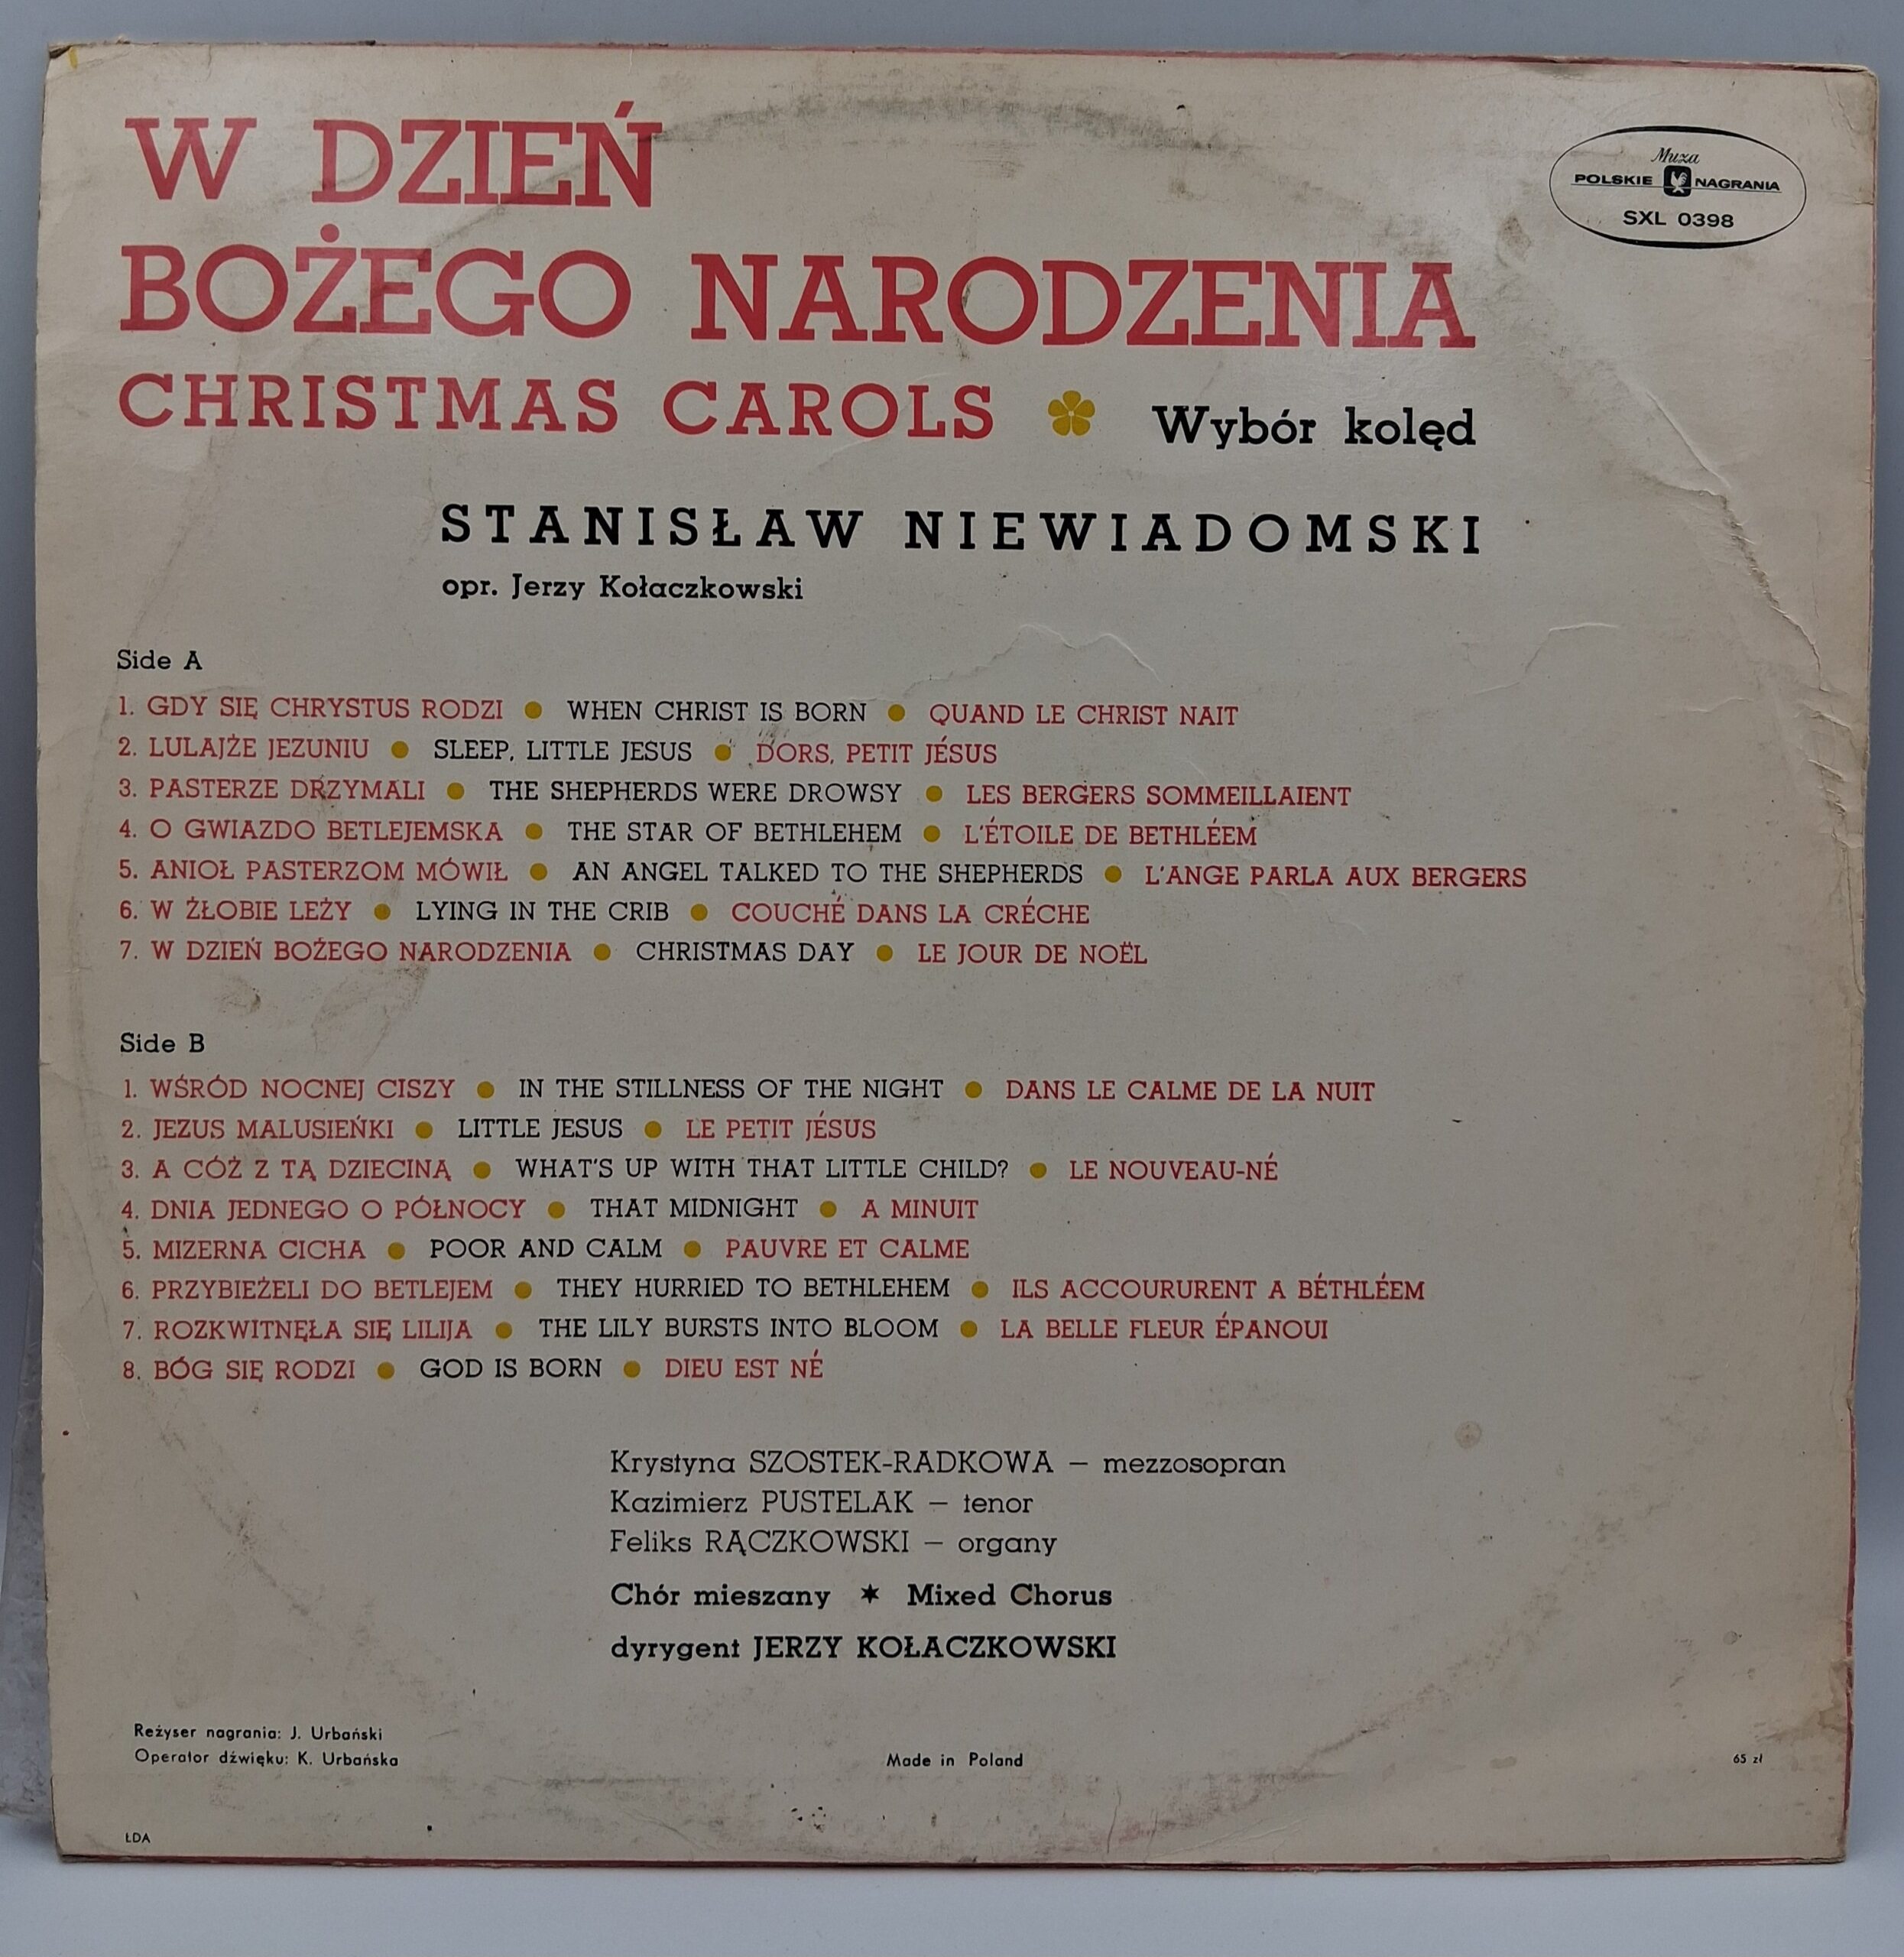 W DZIEŃ
BOŻEGO NARODZENIA
CHRISTMAS CAROLS Wybór kolęd
Muza
POLSKIE NAGRANIA
SXL 0398
STANISŁAW NIEWIADOMSKI
opr. Jerzy Kołaczkowski
Side A
1. GDY SIĘ CHRYSTUS RODZI ● WHEN CHRIST IS BORN ● QUAND LE CHRIST NAIT
2. LULAJŻE JEZUNIU ● SLEEP, LITTLE JESUS ● DORS, PETIT JÉSUS
3. PASTERZE DRZYMALI ● THE SHEPHERDS WERE DROWSY ● LES BERGERS SOMMEILLAIENT
4. O GWIAZDO BETLEJEMSKA ● THE STAR OF BETHLEHEM ● L'ÉTOILE DE BETHLÉEM
5. ANIOŁ PASTERZOM MÓWIŁ ● AN ANGEL TALKED TO THE SHEPHERDS ● L'ANGE PARLA AUX BERGERS
6. W ŻŁOBIE LEŻY ● LYING IN THE CRIB ● COUCHÉ DANS LA CRÉCHE
7. W DZIEŃ BOŻEGO NARODZENIA ● CHRISTMAS DAY ● LE JOUR DE NOËL
Side B
1. WŚRÓD NOCNEJ CISZY ● IN THE STILLNESS OF THE NIGHT ● DANS LE CALME DE LA NUIT
2. JEZUS MALUSIEŃKI ● LITTLE JESUS ● LE PETIT JÉSUS
3. A CÓŻ Z TĄ DZIECINĄ ● WHAT'S UP WITH THAT LITTLE CHILD? ● LE NOUVEAU-NÉ
4. DNIA JEDNEGO O PÓŁNOCY ● THAT MIDNIGHT ● A MINUIT
5. MIZERNA CICHA ● POOR AND CALM ● PAUVRE ET CALME
6. PRZYBIEŻELI DO BETLEJEM ● THEY HURRIED TO BETHLEHEM ● ILS ACCOURURENT A BÉTHLÉEM
7. ROZKWITNĘŁA SIĘ LILIJA ● THE LILY BURSTS INTO BLOOM ● LA BELLE FLEUR ÉPANOUI
8. BÓG SIĘ RODZI ● GOD IS BORN ● DIEU EST NÉ
Krystyna SZOSTEK-RADKOWA – mezzosopran
Kazimierz PUSTELAK – tenor
Feliks RĄCZKOWSKI – organy
Chór mieszany ★ Mixed Chorus
dyrygent JERZY KOŁACZKOWSKI
Reżyser nagrania: J. Urbański
Operator dźwięku: K. Urbańska
Made in Poland
65 zł
ŁDA